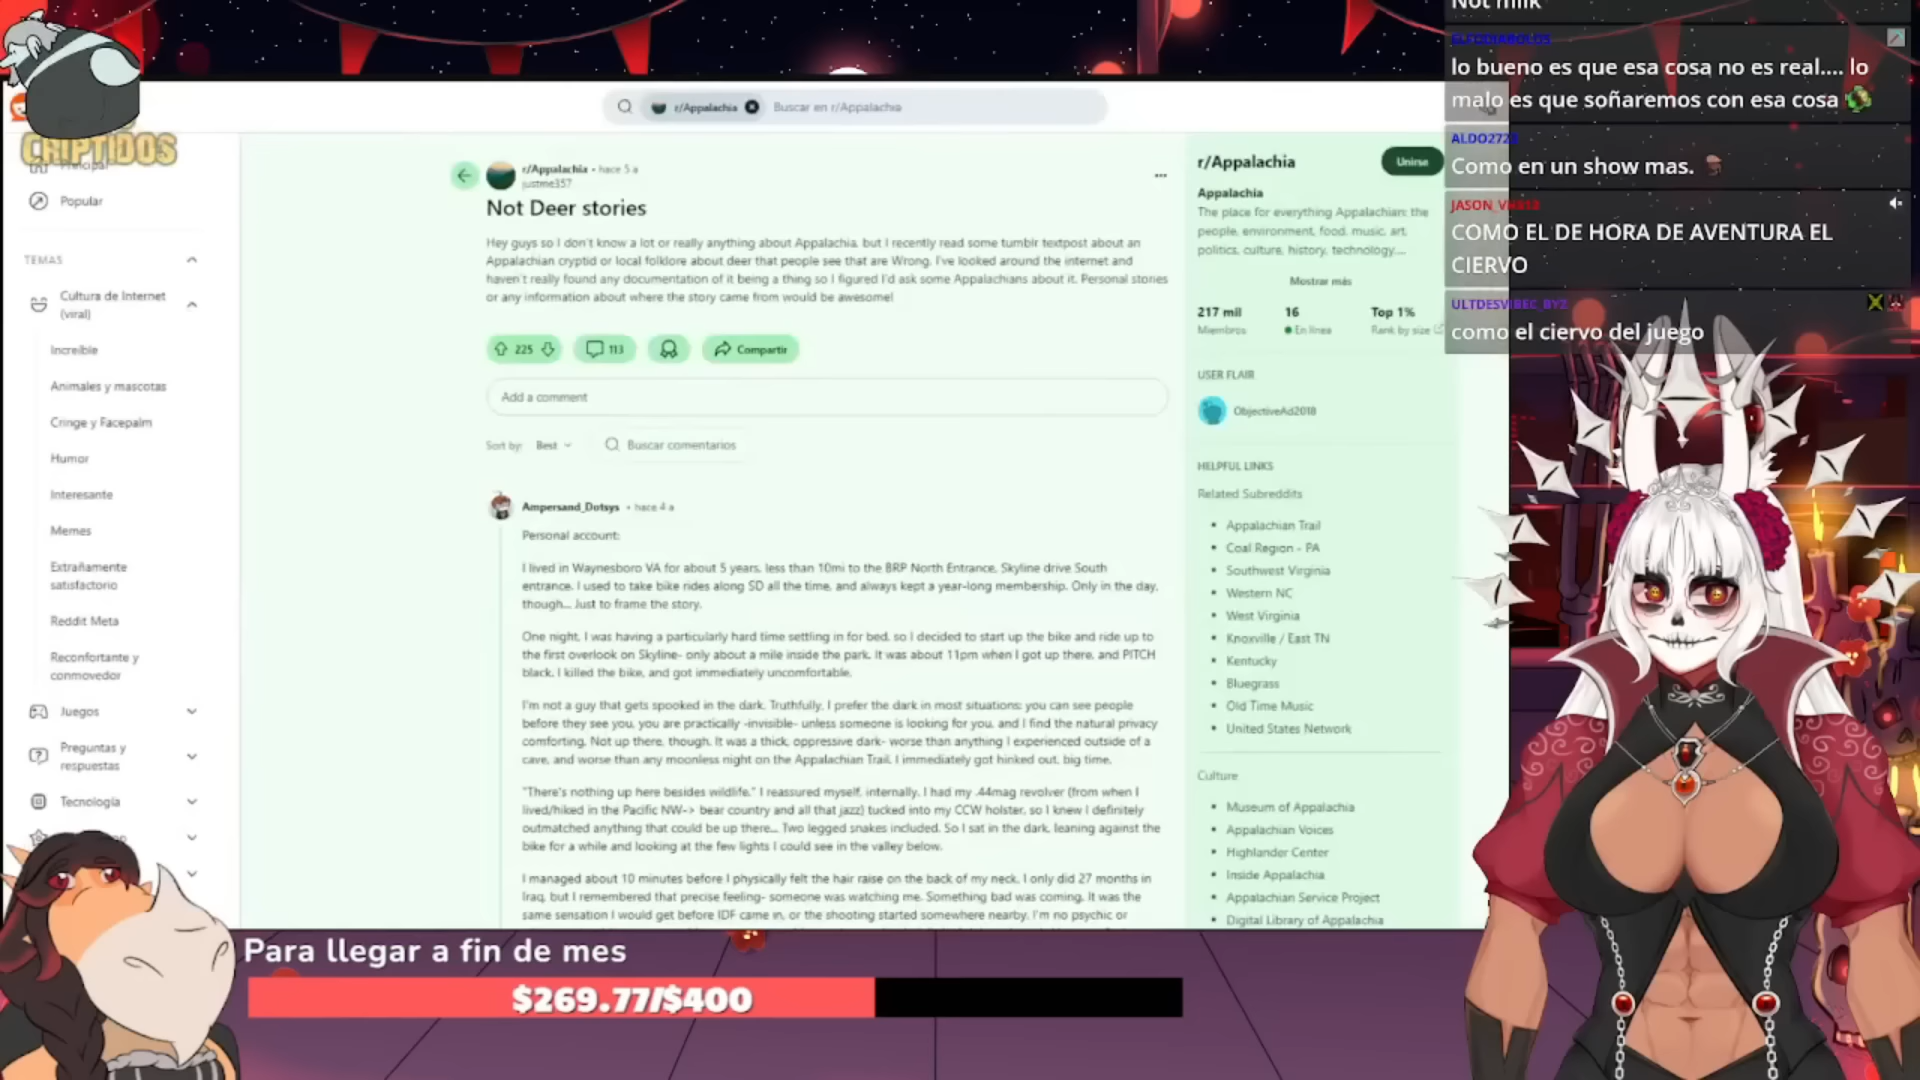 CRIPTIDOS
Principal
Popular
TEMAS
Cultura de Internet
(viral)
Increíble
Animales y mascotas
Cringe y Facepalm
Humor
Interesante
Memes
Extrañamente
satisfactorio
Reddit Meta
Reconfortante y
conmovedor
Juegos
Preguntas y
respuestas
Tecnología
r/Appalachia
Buscar en r/Appalachia
r/Appalachia • hace 5 a
justme357
Not Deer stories
Hey guys so I don't know a lot or really anything about Appalachia, but I recently read some tumblr textpost about an
Appalachian cryptid or local folklore about deer that people see that are Wrong. I've looked around the internet and
haven't really found any documentation of it being a thing so I figured I'd ask some Appalachians about it. Personal stories
or any information about where the story came from would be awesome!
225
113
Compartir
Add a comment
Sort by: Best
Buscar comentarios
Ampersand_Dotsys • hace 4 a
Personal account:
I lived in Waynesboro VA for about 5 years, less than 10mi to the BRP North Entrance, Skyline drive South
entrance. I used to take bike rides along SD all the time, and always kept a year-long membership. Only in the day,
though... Just to frame the story.
One night, I was having a particularly hard time settling in for bed, so I decided to start up the bike and ride up to
the first overlook on Skyline- only about a mile inside the park. It was about 11pm when I got up there, and PITCH
black. I killed the bike, and got immediately uncomfortable.
I'm not a guy that gets spooked in the dark. Truthfully, I prefer the dark in most situations: you can see people
before they see you, you are practically -invisible- unless someone is looking for you, and I find the natural privacy
comforting. Not up there, though. It was a thick, oppressive dark- worse than anything I experienced outside of a
cave, and worse than any moonless night on the Appalachian Trail. I immediately got hinked out, big time.
"There's nothing up here besides wildlife." I reassured myself, internally. I had my .44mag revolver (from when I
lived/hiked in the Pacific NW-> bear country and all that jazz) tucked into my CCW holster, so I knew I definitely
outmatched anything that could be up there... Two legged snakes included. So I sat in the dark, leaning against the
bike for a while and looking at the few lights I could see in the valley below.
I managed about 10 minutes before I physically felt the hair raise on the back of my neck. I only did 27 months in
Iraq, but I remembered that precise feeling- someone was watching me. Something bad was coming. It was the
same sensation I would get before IDF came in, or the shooting started somewhere nearby. I'm no psychic or
r/Appalachia
Unirse
Appalachia
The place for everything Appalachian: the
people, environment, food, music, art,
politics, culture, history, technology....
Mostrar más
217 mil
16
Top 1%
Miembros
En línea
Rank by size
USER FLAIR
ObjectiveAd2018
HELPFUL LINKS
Related Subreddits
Appalachian Trail
Coal Region - PA
Southwest Virginia
Western NC
West Virginia
Knoxville / East TN
Kentucky
Bluegrass
Old Time Music
United States Network
Culture
Museum of Appalachia
Appalachian Voices
Highlander Center
Inside Appalachia
Appalachian Service Project
Digital Library of Appalachia
Not milk
lo bueno es que esa cosa no es real.... lo
malo es que soñaremos con esa cosa
Como en un show mas.
COMO EL DE HORA DE AVENTURA EL
CIERVO
como el ciervo del juego
Para llegar a fin de mes
$269.77/$400